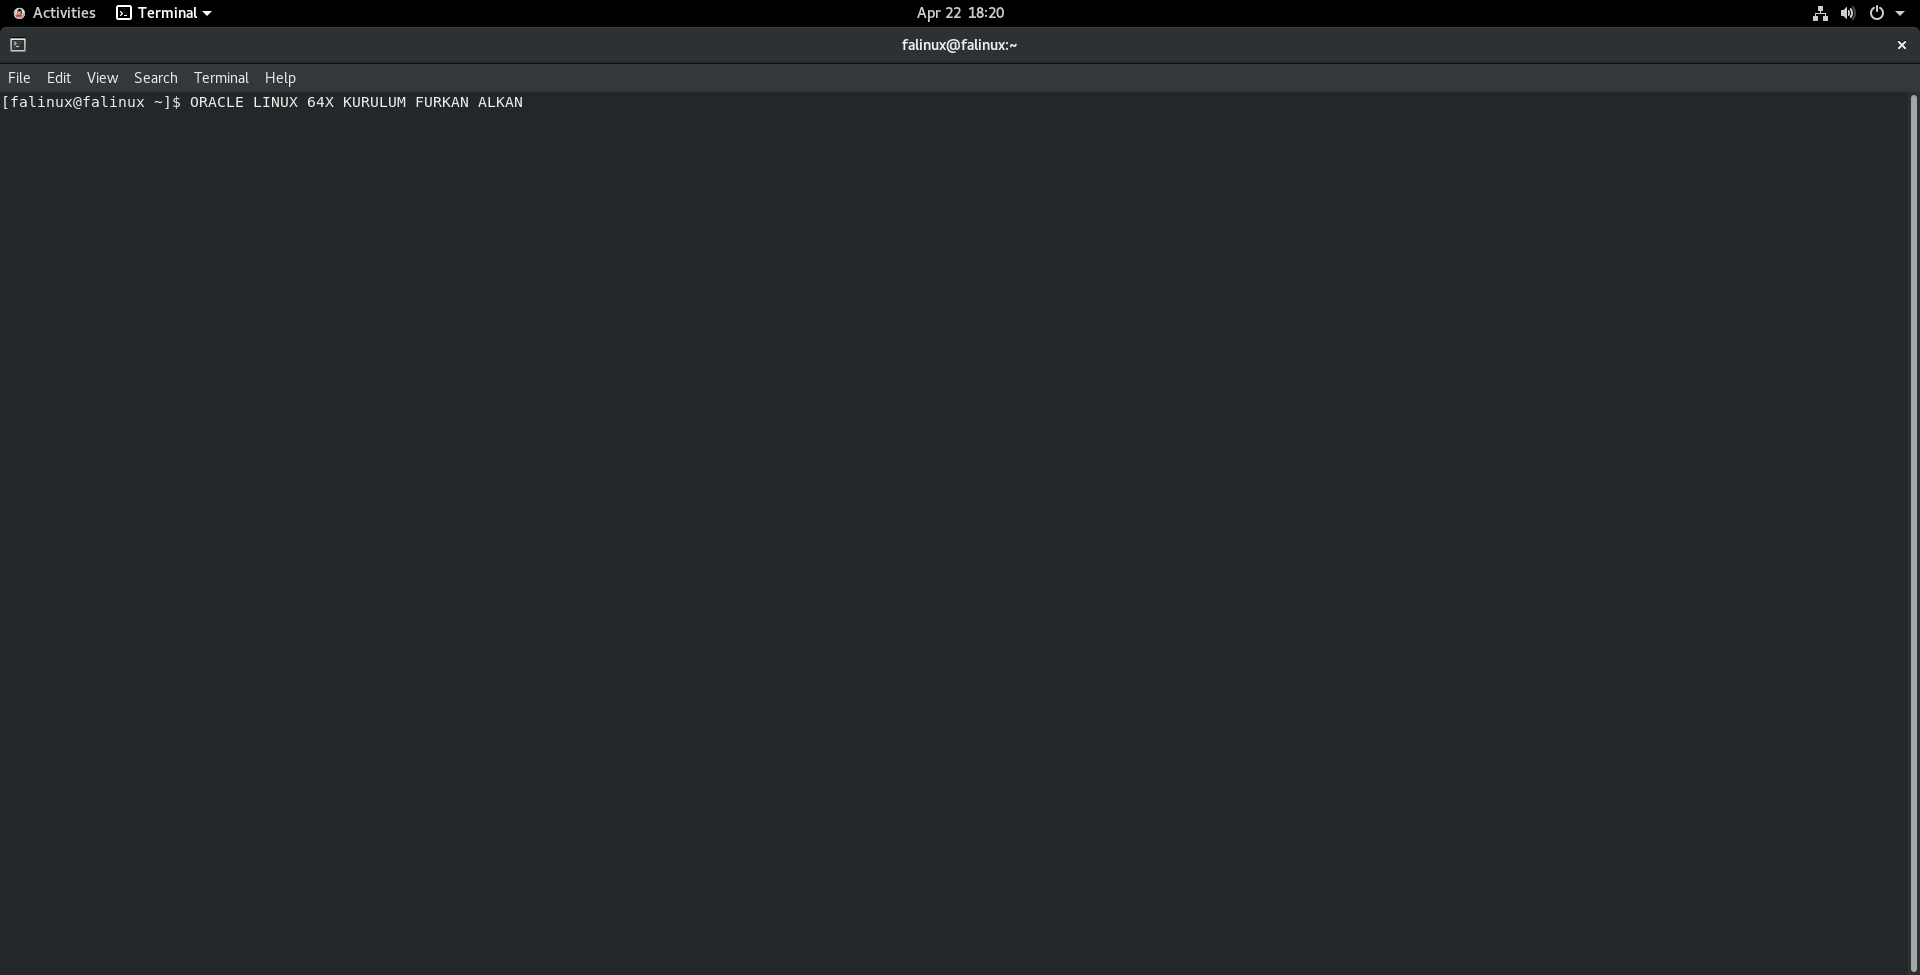 Activities Terminal Apr 22 18:20
falinux@falinux:~
File Edit View Search Terminal Help
[falinux@falinux ~]$ ORACLE LINUX 64X KURULUM FURKAN ALKAN